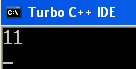 Turbo C++ IDE
11